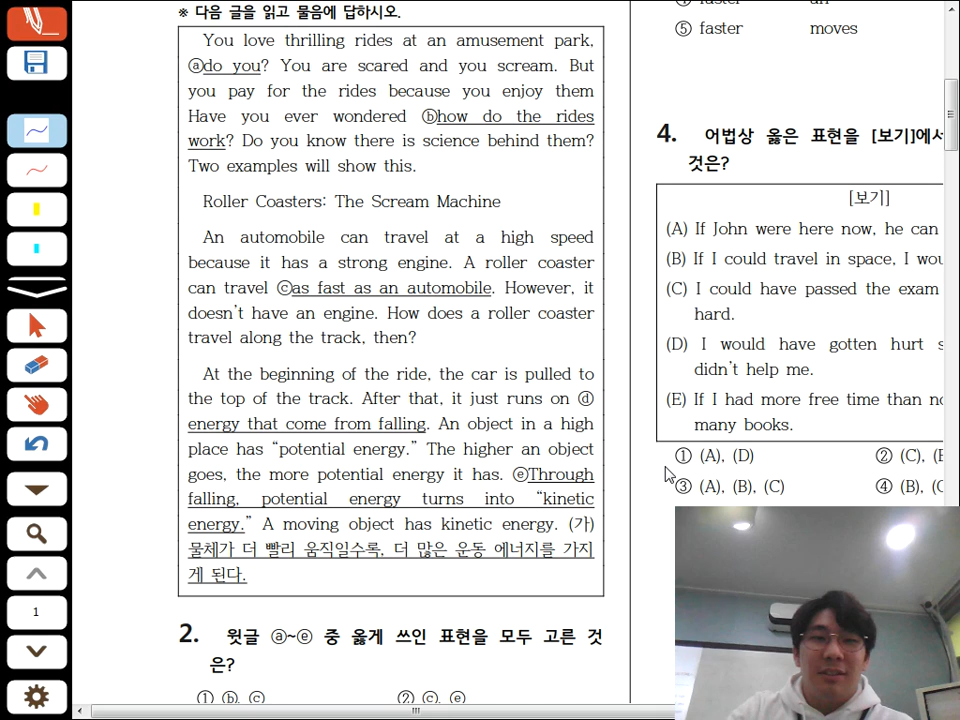 ※ 다음 글을 읽고 물음에 답하시오.
You love thrilling rides at an amusement park,
ⓐdo you? You are scared and you scream. But
you pay for the rides because you enjoy them
Have you ever wondered ⓑhow do the rides
work? Do you know there is science behind them?
Two examples will show this.
Roller Coasters: The Scream Machine
An automobile can travel at a high speed
because it has a strong engine. A roller coaster
can travel ⓒas fast as an automobile. However, it
doesn't have an engine. How does a roller coaster
travel along the track, then?
At the beginning of the ride, the car is pulled to
the top of the track. After that, it just runs on ⓓ
energy that come from falling. An object in a high
place has “potential energy.” The higher an object
goes, the more potential energy it has. ⓔThrough
falling, potential energy turns into “kinetic
energy.” A moving object has kinetic energy. (가)
물체가 더 빨리 움직일수록, 더 많은 운동 에너지를 가지
게 된다.
2. 윗글 ⓐ~ⓔ 중 옳게 쓰인 표현을 모두 고른 것
은?
① ⓑ, ⓒ ② ⓒ, ⓔ
⑤ faster moves
4. 어법상 옳은 표현을 [보기]에서
것은?
[보기]
(A) If John were here now, he can
(B) If I could travel in space, I wou
(C) I could have passed the exam
hard.
(D) I would have gotten hurt s
didn't help me.
(E) If I had more free time than no
many books.
① (A), (D) ② (C), (E
③ (A), (B), (C) ④ (B), (C
1